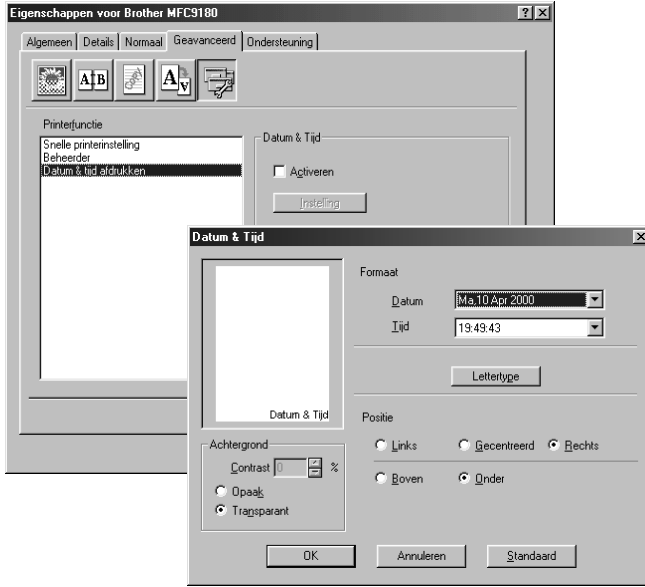 Eigenschappen voor Brother MFC9180
Algemeen Details Normaal Geavanceerd Ondersteuning
A B A V
Printerfunctie
Snelle printerinstelling
Beheerder
Datum & tijd afdrukken
Datum & Tijd
Activeren
Instelling
Datum & Tijd
Datum & Tijd
Formaat
Datum Ma,10 Apr 2000
Tijd 19:49:43
Lettertype
Positie
Links Gecentreerd Rechts
Boven Onder
Achtergrond
Contrast 0 %
Opaak
Transparant
OK Annuleren Standaard